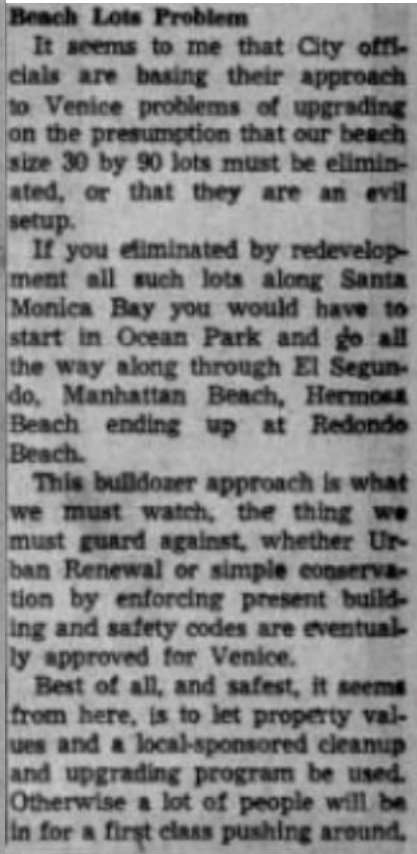 Beach Lots Problem
It seems to me that City offi-
cials are basing their approach
to Venice problems of upgrading
on the presumption that our beach
size 30 by 90 lots must be elimin-
ated, or that they are an evil
setup.
If you eliminated by redevelop-
ment all such lots along Santa
Monica Bay you would have to
start in Ocean Park and go all
the way along through El Segun-
do, Manhattan Beach, Hermosa
Beach ending up at Redondo
Beach.
This bulldozer approach is what
we must watch, the thing we
must guard against, whether Ur-
ban Renewal or simple conserva-
tion by enforcing present build-
ing and safety codes are eventual-
ly approved for Venice.
Best of all, and safest, it seems
from here, is to let property val-
ues and a local-sponsored cleanup
and upgrading program be used.
Otherwise a lot of people will be
in for a first class pushing around.